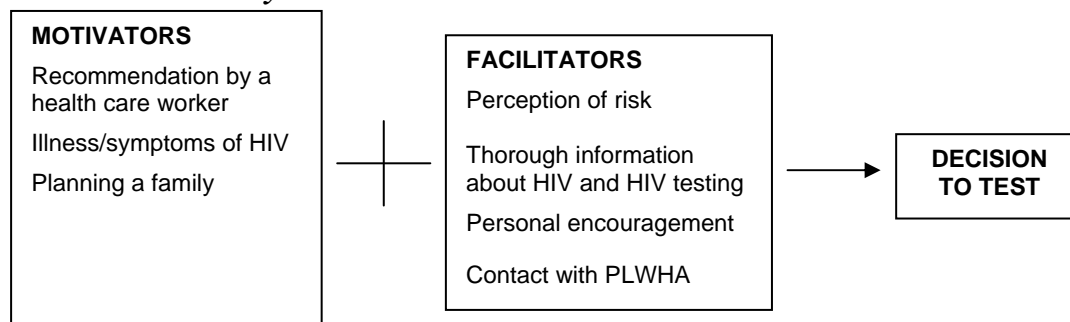 MOTIVATORS
Recommendation by a
health care worker
Illness/symptoms of HIV
Planning a family
FACILITATORS
Perception of risk
Thorough information
about HIV and HIV testing
Personal encouragement
Contact with PLWHA
DECISION
TO TEST